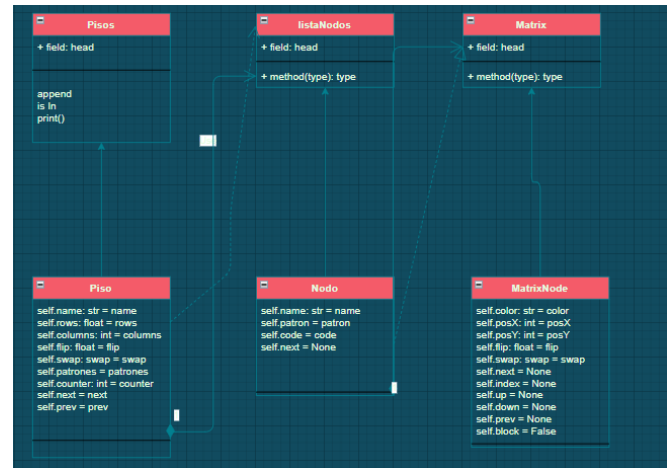 Pisos
+ field: head
append
is In
print()
listaNodos
+ field: head
+ method(type): type
Matrix
+ field: head
+ method(type): type
Piso
self.name: str = name
self.rows: float = rows
self.columns: int = columns
self.flip: float = flip
self.swap: swap = swap
self.patrones = patrones
self.counter: int = counter
self.next = next
self.prev = prev
Nodo
self.name: str = name
self.patron = patron
self.code = code
self.next = None
MatrixNode
self.color: str = color
self.posX: int = posX
self.posY: int = posY
self.flip: float = flip
self.swap: swap = swap
self.next = None
self.index = None
self.up = None
self.down = None
self.prev = None
self.block = False